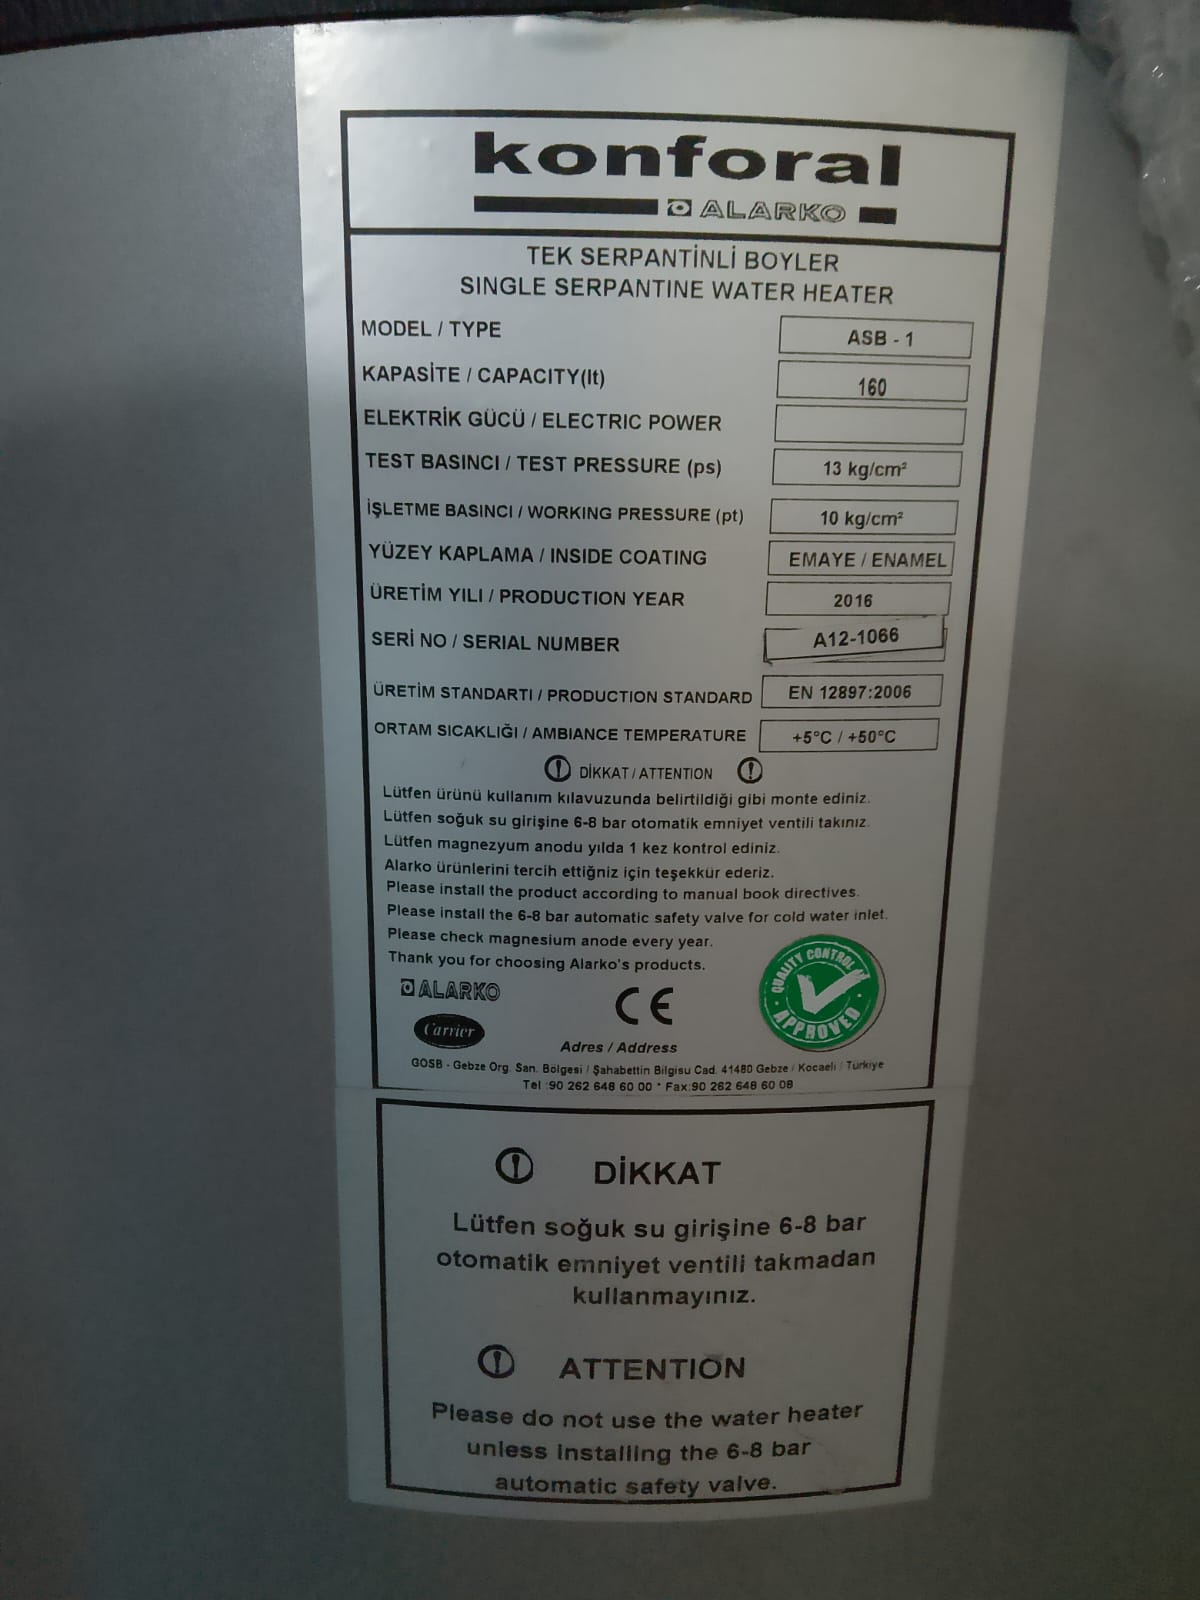 konforal
ALARKO
TEK SERPANTİNLİ BOYLER
SINGLE SERPANTINE WATER HEATER
MODEL / TYPE ASB - 1
KAPASİTE / CAPACITY(lt) 160
ELEKTRİK GÜCÜ / ELECTRIC POWER
TEST BASINCI / TEST PRESSURE (ps) 13 kg/cm²
İŞLETME BASINCI / WORKING PRESSURE (pt) 10 kg/cm²
YÜZEY KAPLAMA / INSIDE COATING EMAYE / ENAMEL
ÜRETİM YILI / PRODUCTION YEAR 2016
SERİ NO / SERIAL NUMBER A12-1066
ÜRETİM STANDARTI / PRODUCTION STANDARD EN 12897:2006
ORTAM SICAKLIĞI / AMBIANCE TEMPERATURE +5°C / +50°C
DİKKAT / ATTENTION
Lütfen ürünü kullanım kılavuzunda belirtildiği gibi monte ediniz.
Lütfen soğuk su girişine 6-8 bar otomatik emniyet ventili takınız.
Lütfen magnezyum anodu yılda 1 kez kontrol ediniz.
Alarko ürünlerini tercih ettiğniz için teşekkür ederiz.
Please install the product according to manual book directives.
Please install the 6-8 bar automatic safety valve for cold water inlet.
Please check magnesium anode every year.
Thank you for choosing Alarko's products.
QUALITY CONTROL
APPROVED
ALARKO
CE
Carrier
Adres / Address
GOSB - Gebze Org. San. Bölgesi / Şahabettin Bilgisu Cad. 41480 Gebze / Kocaeli / Türkiye
Tel :90 262 648 60 00 * Fax:90 262 648 60 08
DİKKAT
Lütfen soğuk su girişine 6-8 bar
otomatik emniyet ventili takmadan
kullanmayınız.
ATTENTION
Please do not use the water heater
unless installing the 6-8 bar
automatic safety valve.